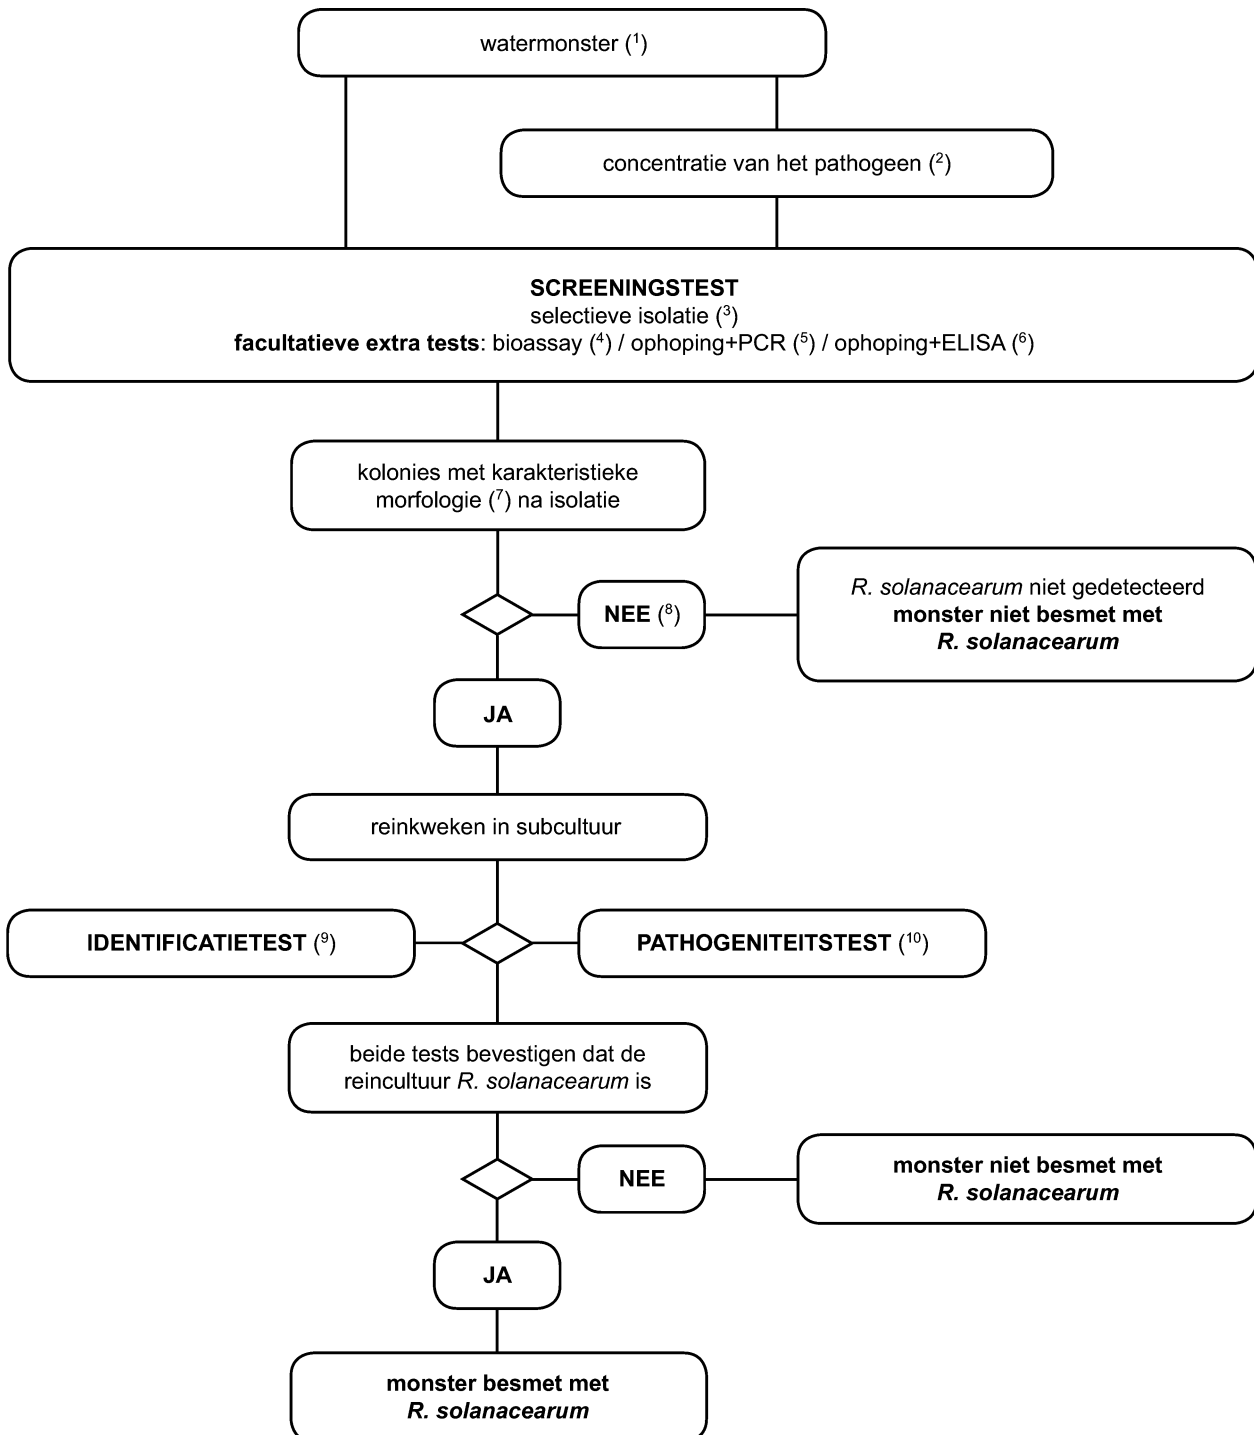 watermonster (¹)
concentratie van het pathogeen (²)
SCREENINGSTEST
selectieve isolatie (³)
facultatieve extra tests: bioassay (⁴) / ophoping+PCR (⁵) / ophoping+ELISA (⁶)
kolonies met karakteristieke
morfologie (⁷) na isolatie
R. solanacearum niet gedetecteerd
monster niet besmet met
R. solanacearum
NEE (⁸)
JA
reinkweken in subcultuur
IDENTIFICATIETEST (⁹)
PATHOGENITEITSTEST (¹⁰)
beide tests bevestigen dat de
reincultuur R. solanacearum is
NEE
monster niet besmet met
R. solanacearum
JA
monster besmet met
R. solanacearum